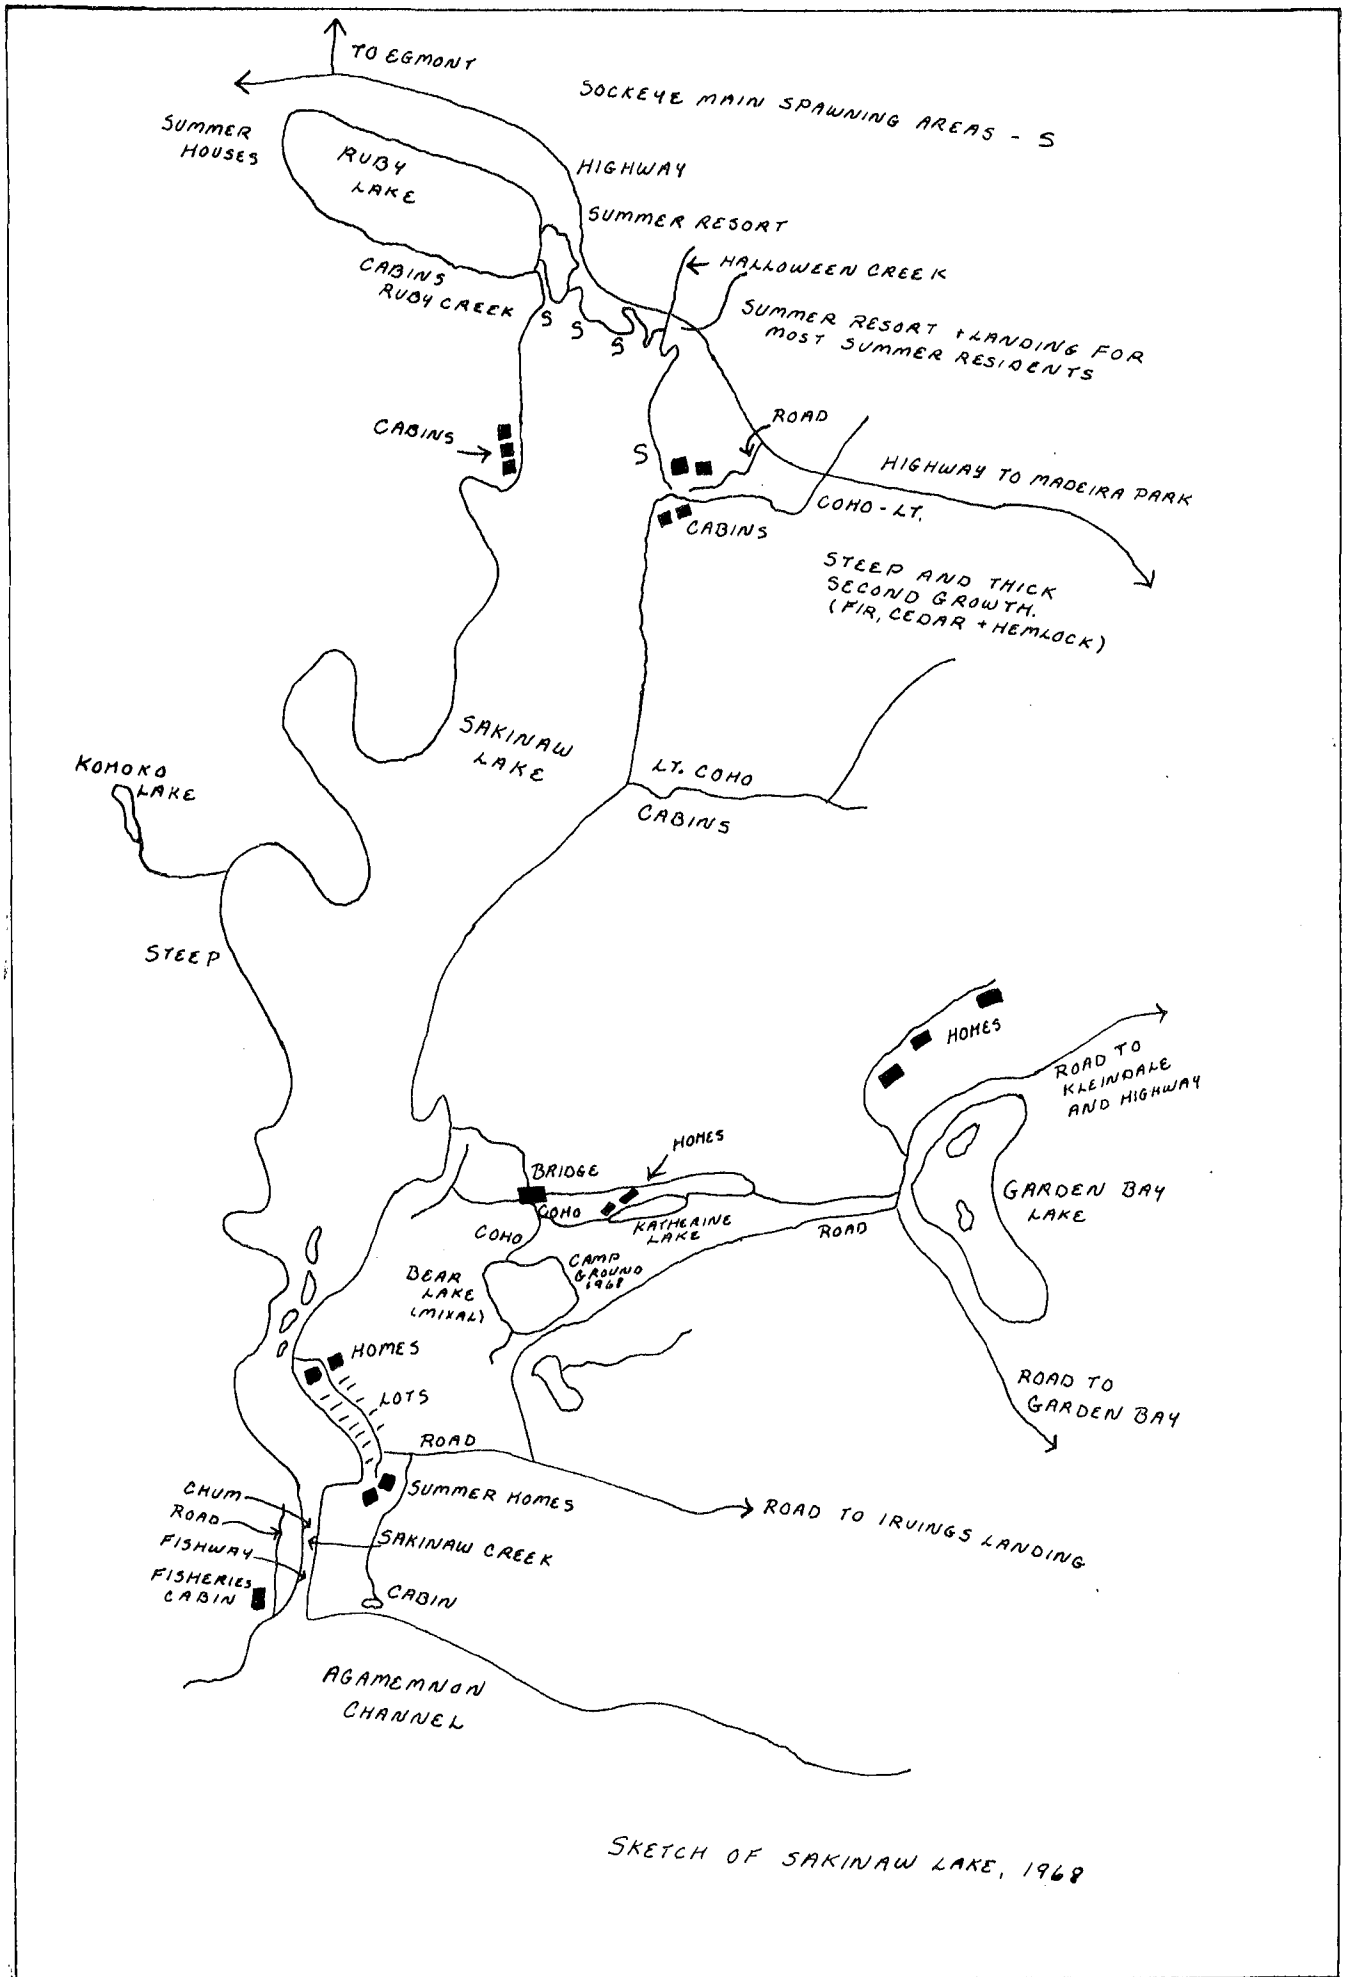 TO EGMONT
SOCKEYE MAIN SPAWNING AREAS - S
SUMMER
HOUSES
RUBY
LAKE
HIGHWAY
SUMMER RESORT
HALLOWEEN CREEK
CABINS
RUBY CREEK
S
S
S
SUMMER RESORT + LANDING FOR
MOST SUMMER RESIDENTS
CABINS
ROAD
S
HIGHWAY TO MADEIRA PARK
COHO - LT.
CABINS
STEEP AND THICK
SECOND GROWTH.
(FIR, CEDAR + HEMLOCK)
SAKINAW
LAKE
KOMOKO
LAKE
LT. COHO
CABINS
STEEP
HOMES
ROAD TO
KLEINDALE
AND HIGHWAY
HOMES
BRIDGE
COHO
KATHERINE
LAKE
GARDEN BAY
LAKE
ROAD
COHO
CAMP
GROUND
1968
BEAR
LAKE
(MIXAL)
HOMES
LOTS
ROAD TO
GARDEN BAY
ROAD
CHUM
SUMMER HOMES
ROAD
ROAD TO IRVINGS LANDING
FISHWAY
SAKINAW CREEK
FISHERIES
CABIN
CABIN
AGAMEMNON
CHANNEL
SKETCH OF SAKINAW LAKE, 1968